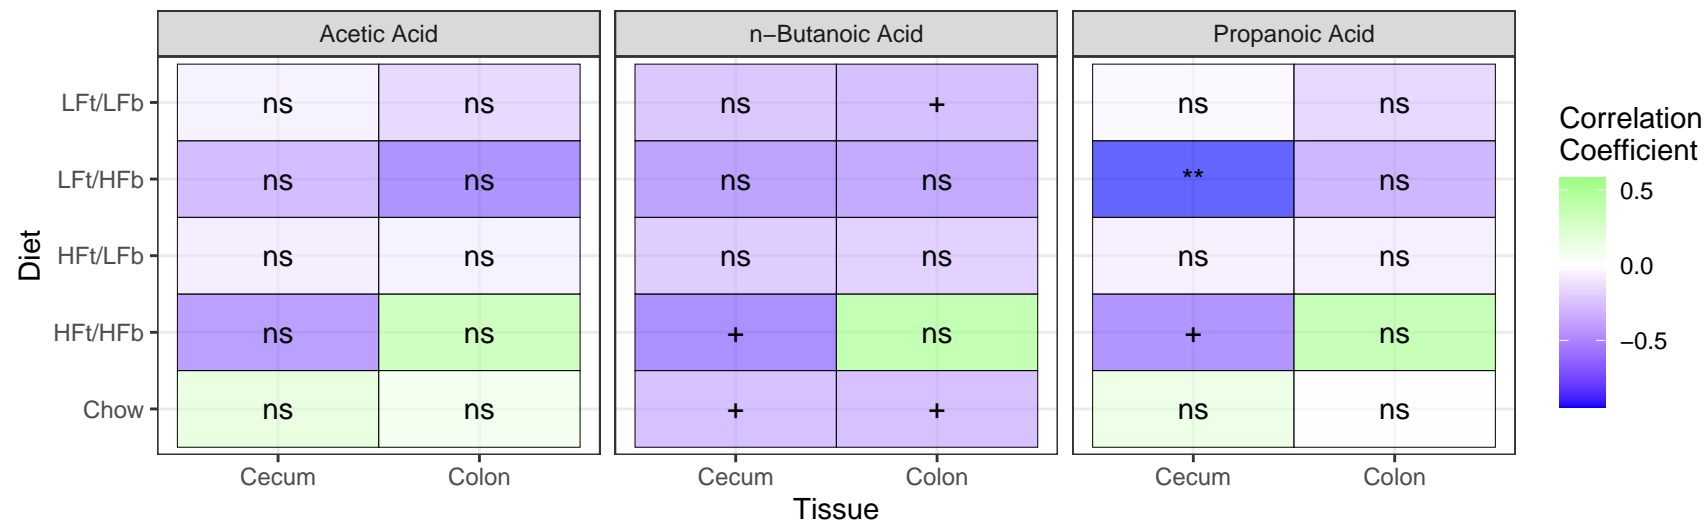 Acetic Acid n−Butanoic Acid Propanoic Acid
LFt/LFb ns ns ns + ns ns
LFt/HFb ns ns ns ns ** ns
HFt/LFb ns ns ns ns ns ns
HFt/HFb ns ns + ns + ns
Chow ns ns + + ns ns
Cecum Colon Cecum Colon Cecum Colon
Tissue
Diet
Correlation
Coefficient
0.5
0.0
−0.5